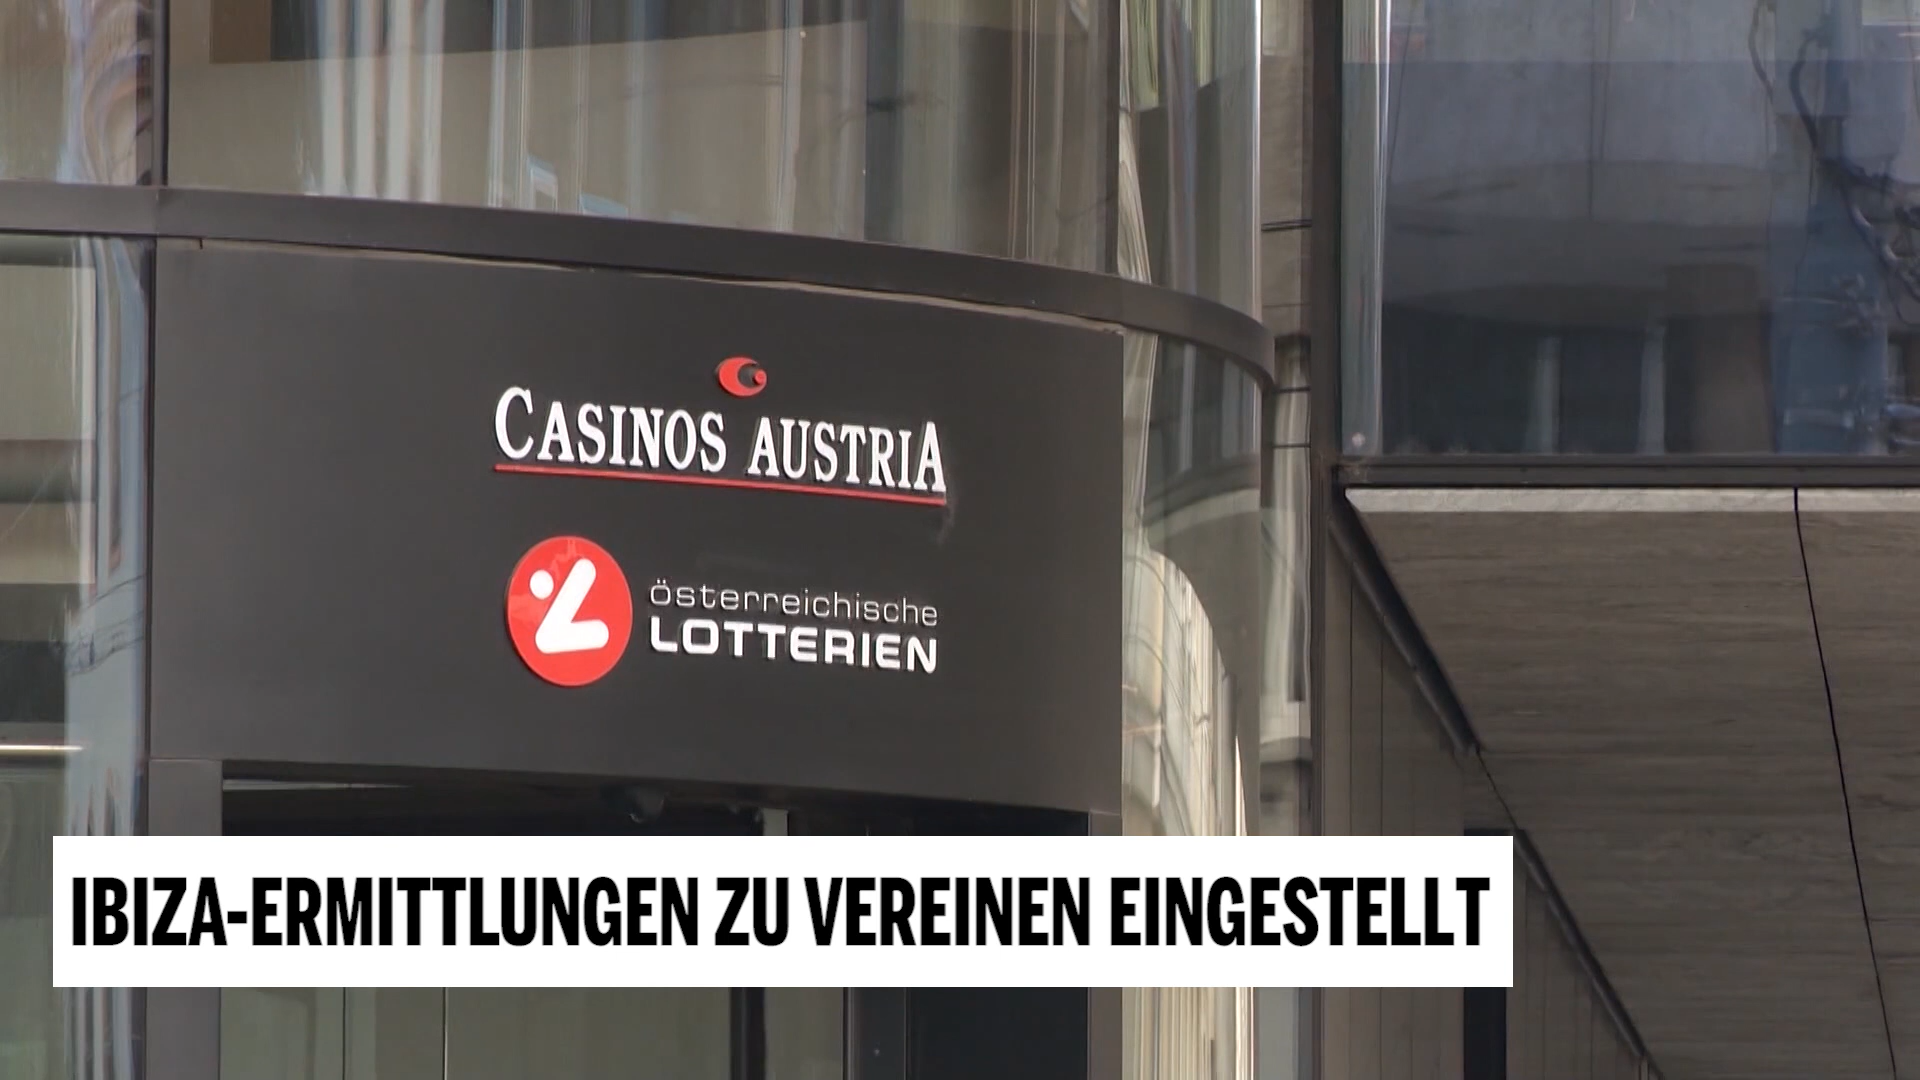 CASINOS AUSTRIA
österreichische
LOTTERIEN
IBIZA-ERMITTLUNGEN ZU VEREINEN EINGESTELLT